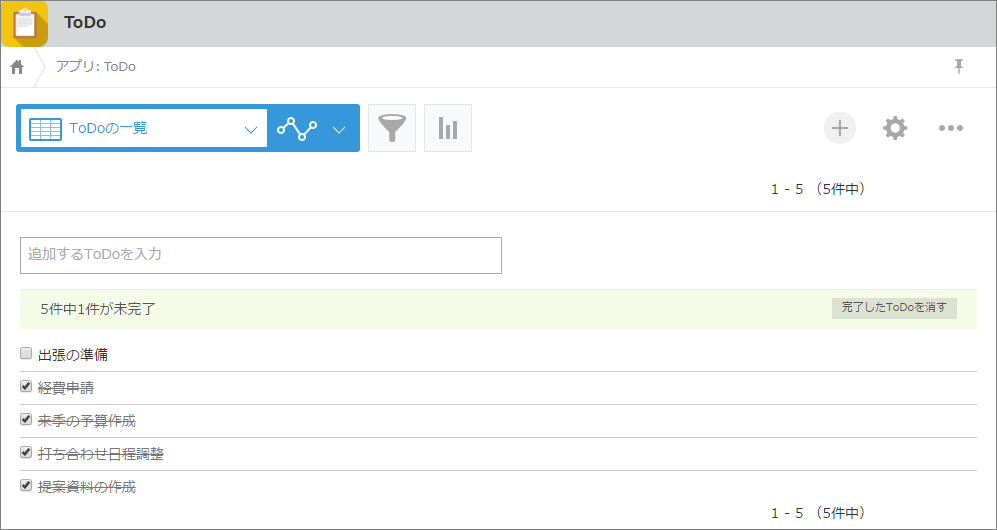 ToDo
アプリ: ToDo
ToDoの一覧
1 - 5 （5件中）
追加するToDoを入力
5件中1件が未完了
完了したToDoを消す
出張の準備
経費申請
来季の予算作成
打ち合わせ日程調整
提案資料の作成
1 - 5 （5件中）